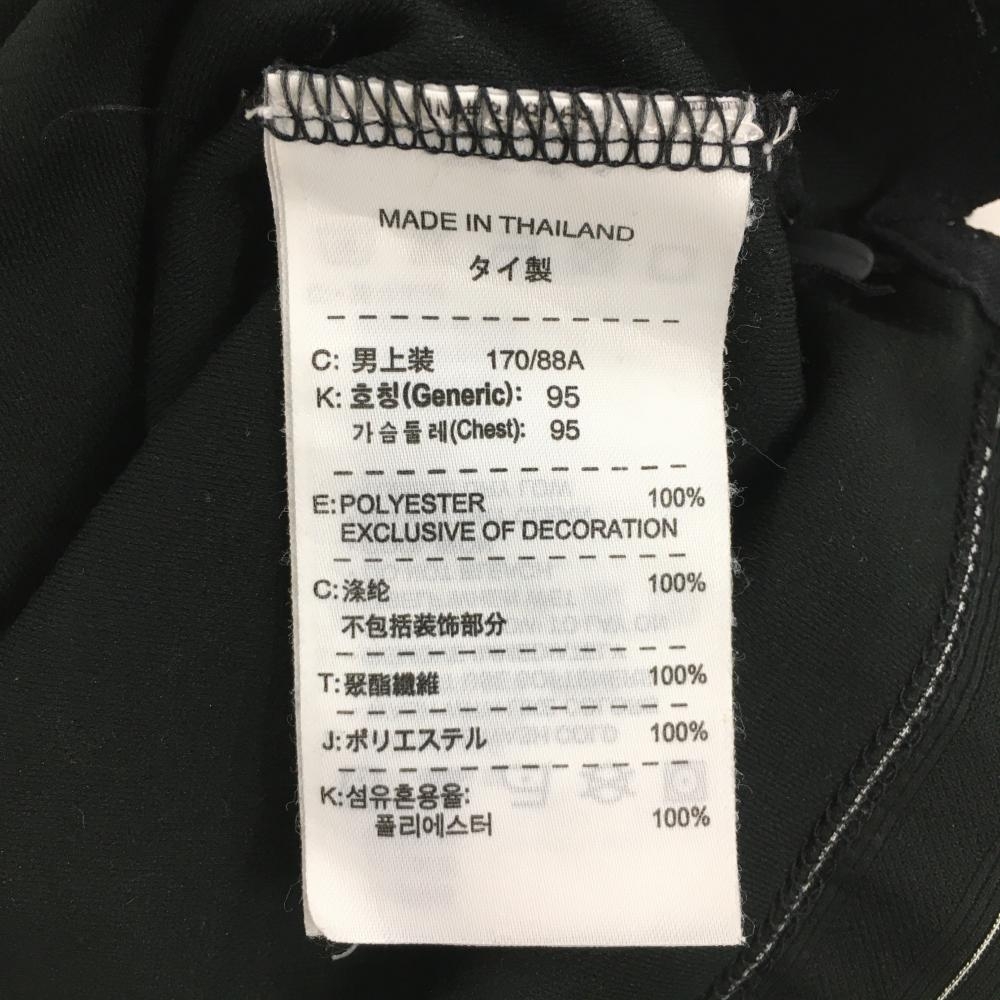 MADE IN THAILAND
タイ製
C: 男上装 170/88A
K: 호칭(Generic): 95
가슴둘레(Chest): 95
E: POLYESTER 100%
EXCLUSIVE OF DECORATION
C: 涤纶 100%
不包括装饰部分
T: 聚酯纖維 100%
J: ポリエステル 100%
K: 섬유혼용율:
폴리에스터 100%